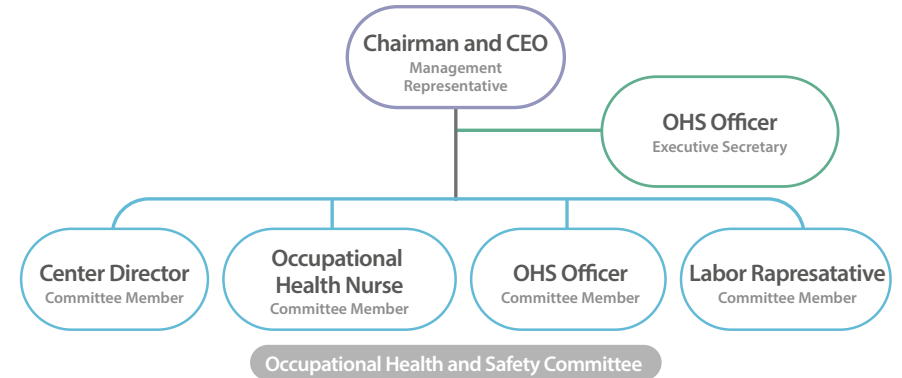 Chairman and CEO
Management
Representative
OHS Officer
Executive Secretary
Center Director
Committee Member
Occupational
Health Nurse
Committee Member
OHS Officer
Committee Member
Labor Rapresatative
Committee Member
Occupational Health and Safety Committee